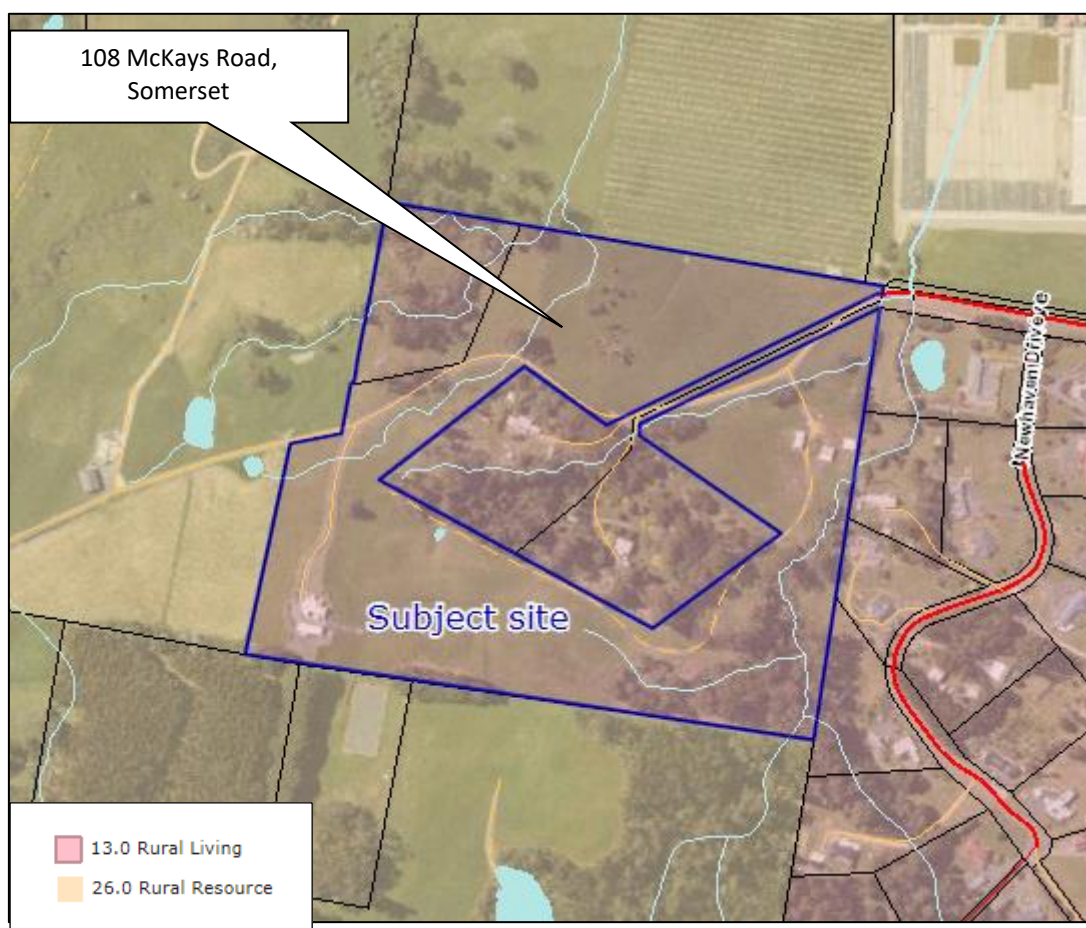 108 McKays Road,
Somerset
Newhaven Drive
Subject site
13.0 Rural Living
26.0 Rural Resource